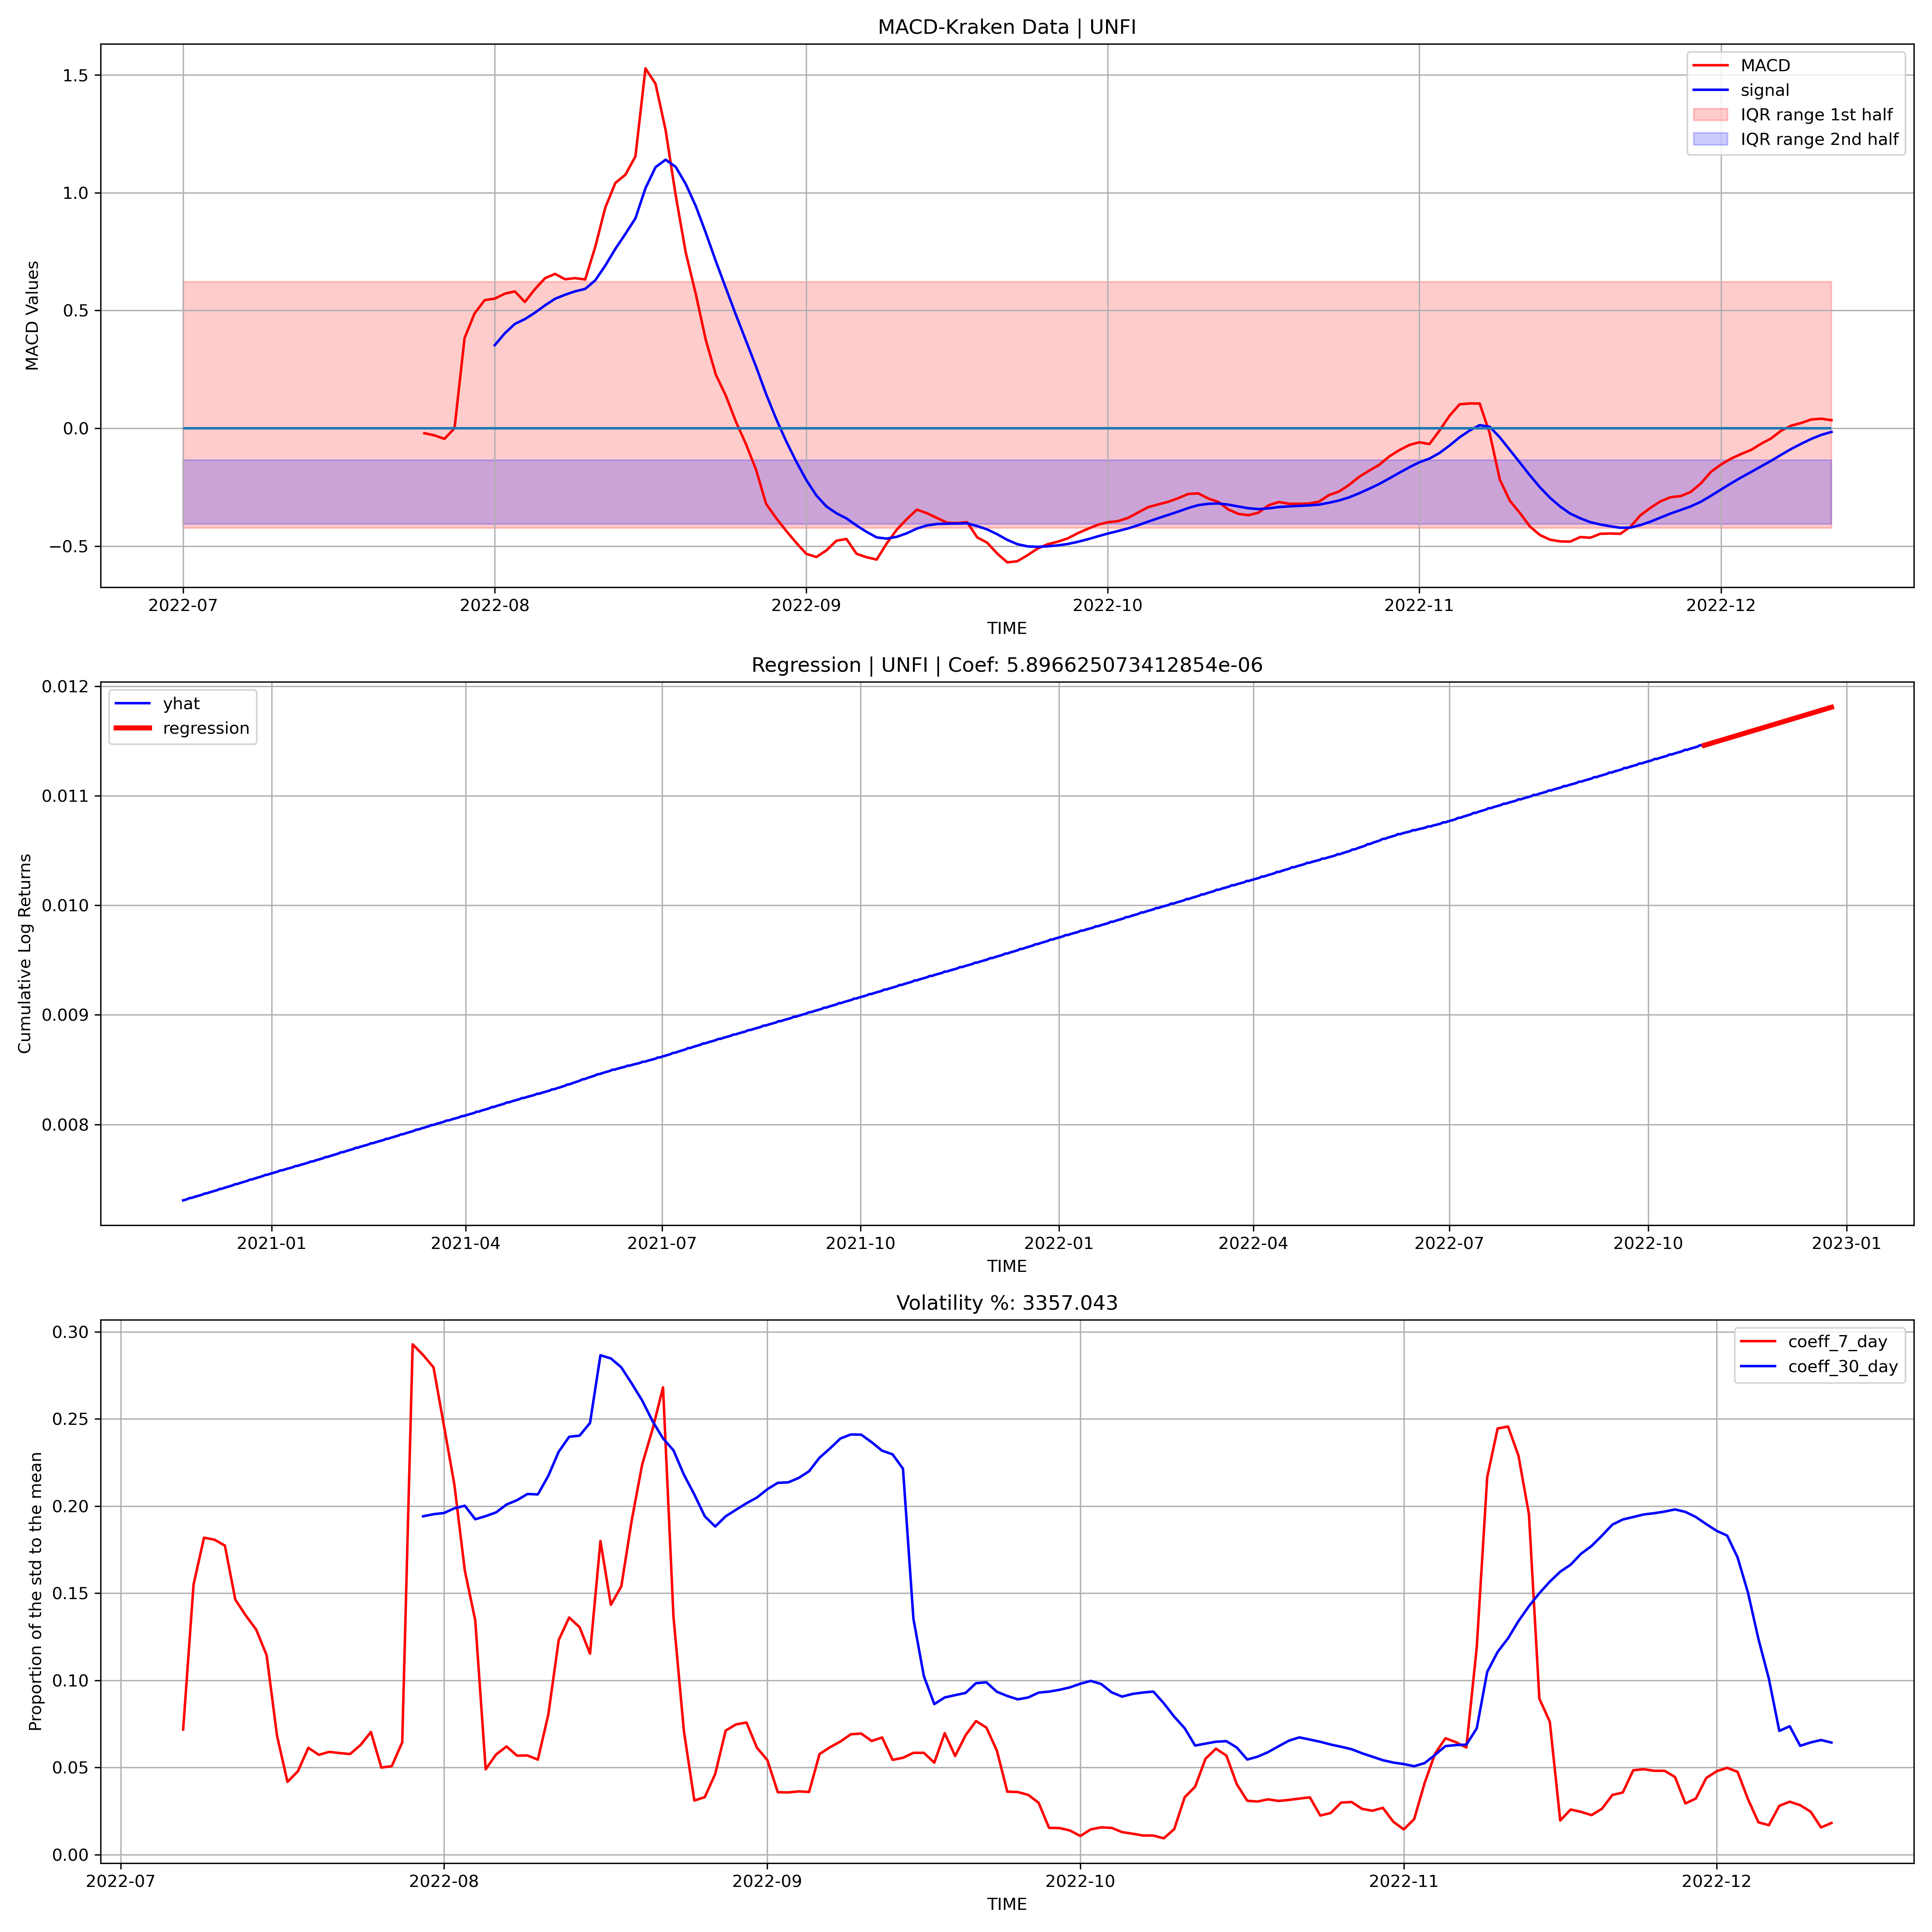 MACD-Kraken Data | UNFI
MACD
signal
IQR range 1st half
IQR range 2nd half
MACD Values
1.5
1.0
0.5
0.0
−0.5
2022-07 2022-08 2022-09 2022-10 2022-11 2022-12
TIME
Regression | UNFI | Coef: 5.896625073412854e-06
yhat
regression
Cumulative Log Returns
0.012
0.011
0.010
0.009
0.008
2021-01 2021-04 2021-07 2021-10 2022-01 2022-04 2022-07 2022-10 2023-01
TIME
Volatility %: 3357.043
coeff_7_day
coeff_30_day
Proportion of the std to the mean
0.30
0.25
0.20
0.15
0.10
0.05
0.00
2022-07 2022-08 2022-09 2022-10 2022-11 2022-12
TIME